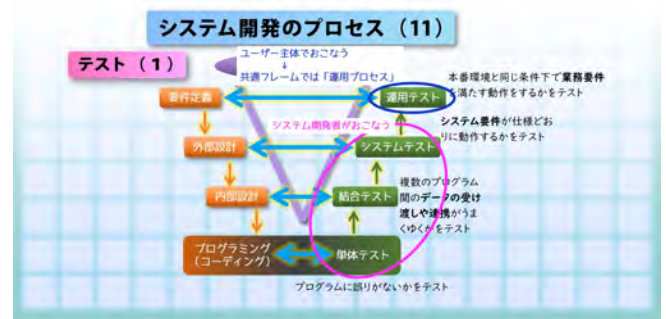 システム開発のプロセス（11）
テスト（1）
ユーザー主体でおこなう
↓
共通フレームでは「運用プロセス」
要件定義
運用テスト
本番環境と同じ条件下で業務要件
を満たす動作をするかをテスト
システム開発者がおこなう
外部設計
システムテスト
システム要件が仕様どお
りに動作するかをテスト
内部設計
結合テスト
複数のプログラム
間のデータの受け
渡しや連携がうま
くゆくかをテスト
プログラミング
（コーディング）
単体テスト
プログラムに誤りがないかをテスト